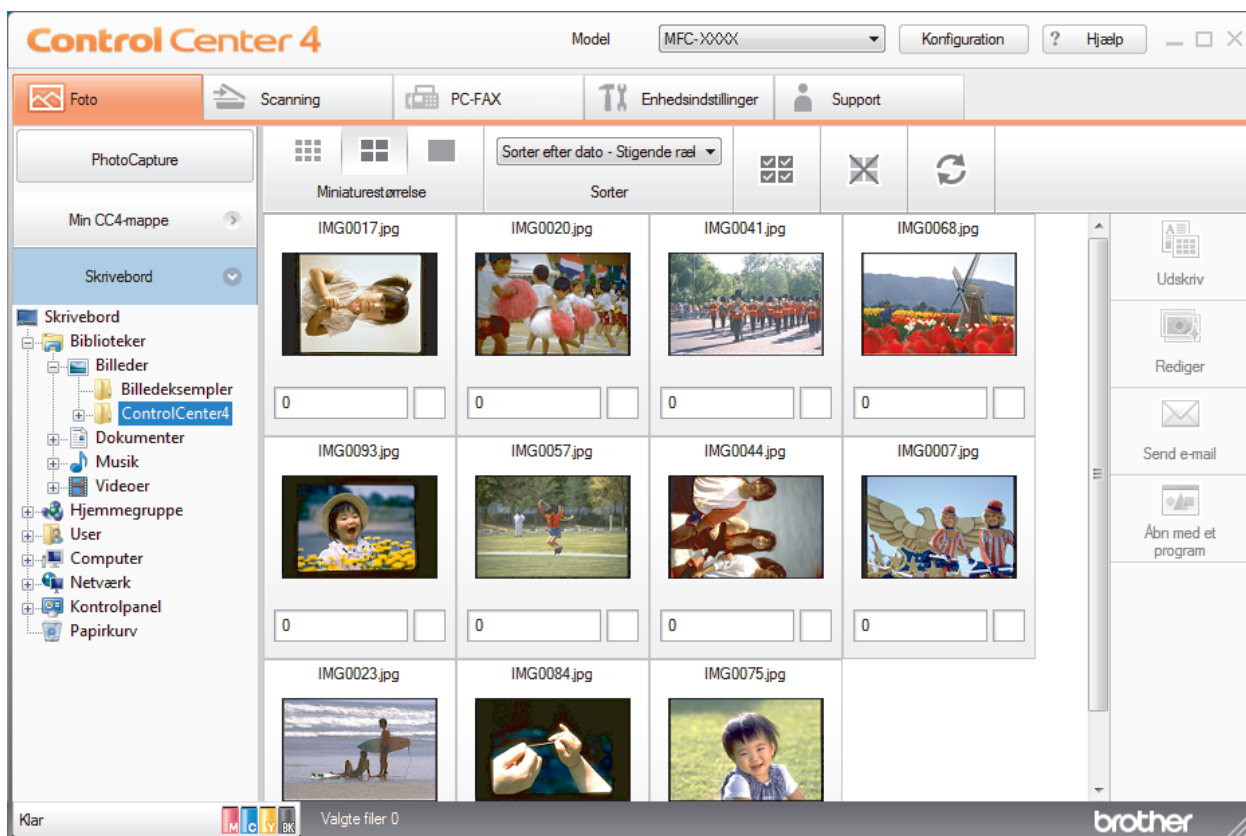 Control Center 4
Model
MFC-XXXX
Konfiguration
? Hjælp
Foto
Scanning
PC-FAX
Enhedsindstillinger
Support
PhotoCapture
Min CC4-mappe
Skrivebord
Miniaturestørrelse
Sorter efter dato - Stigende ræl
Sorter
Skrivebord
Biblioteker
Billeder
Billedeksempler
ControlCenter4
Dokumenter
Musik
Videoer
Hjemmegruppe
User
Computer
Netværk
Kontrolpanel
Papirkurv
IMG0017.jpg
IMG0020.jpg
IMG0041.jpg
IMG0068.jpg
0
0
0
0
IMG0093.jpg
IMG0057.jpg
IMG0044.jpg
IMG0007.jpg
0
0
0
0
IMG0023.jpg
IMG0084.jpg
IMG0075.jpg
Udskriv
Rediger
Send e-mail
Åbn med et
program
Klar
M C Y BK
Valgte filer 0
brother